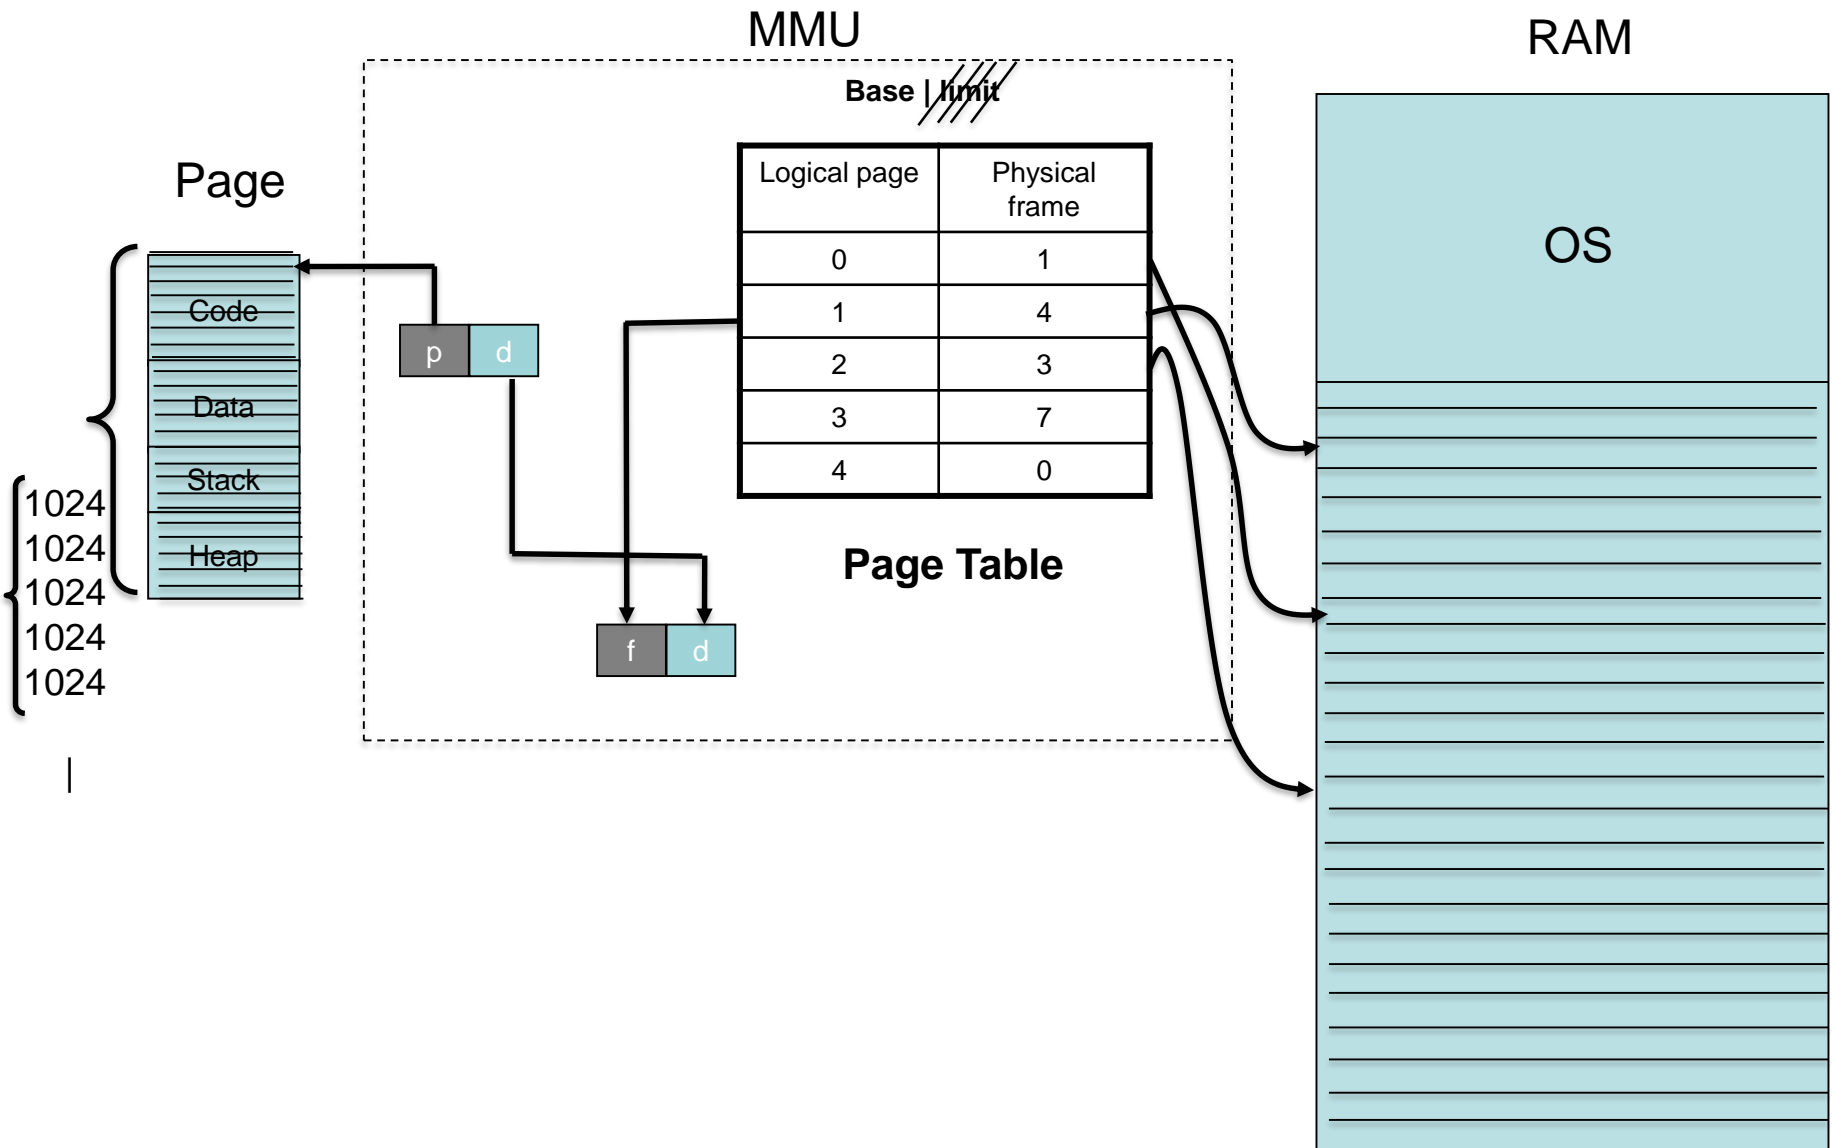 MMU
RAM
Base | limit
Page
Logical page
Physical
frame
0
1
1
4
2
3
3
7
4
0
Page Table
OS
Code
Data
Stack
Heap
p
d
f
d
1024
1024
1024
1024
1024
|